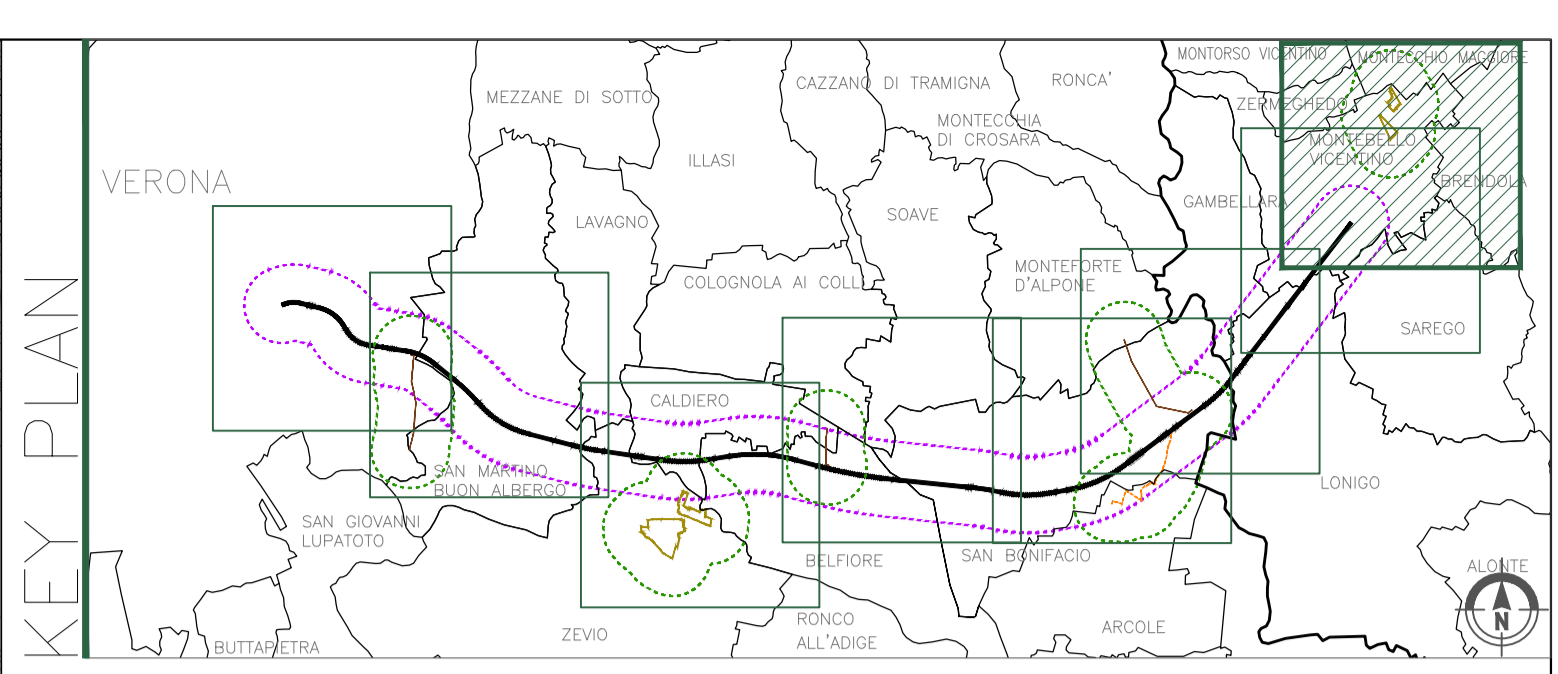 KEY PLAN
MONTORSO VICENTINO
MONTECCHIO MAGGIORE
MEZZANE DI SOTTO
CAZZANO DI TRAMIGNA
RONCA'
ZERMEGHEDO
MONTECCHIA
DI CROSARA
MONTEBELLO
VICENTINO
ILLASI
VERONA
BRENDOLA
GAMBELLARA
LAVAGNO
SOAVE
MONTEFORTE
D'ALPONE
COLOGNOLA AI COLLI
SAREGO
CALDIERO
SAN MARTINO
BUON ALBERGO
LONIGO
SAN GIOVANNI
LUPATOTO
BELFIORE
SAN BONIFACIO
ALONTE
N
RONCO
ALL'ADIGE
ZEVIO
ARCOLE
BUTTAPIETRA